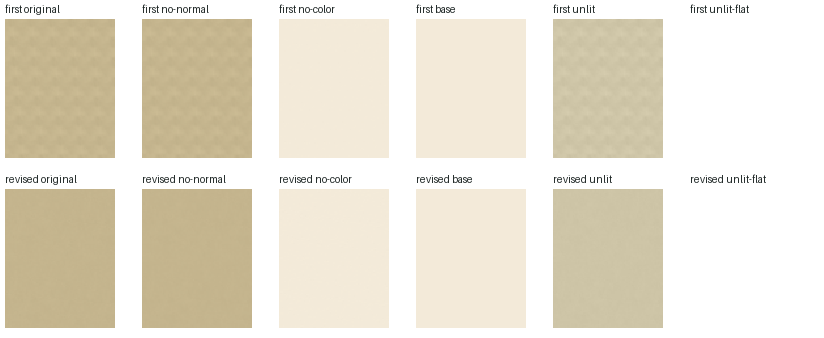 first original
first no-normal
first no-color
first base
first unlit
first unlit-flat
revised original
revised no-normal
revised no-color
revised base
revised unlit
revised unlit-flat